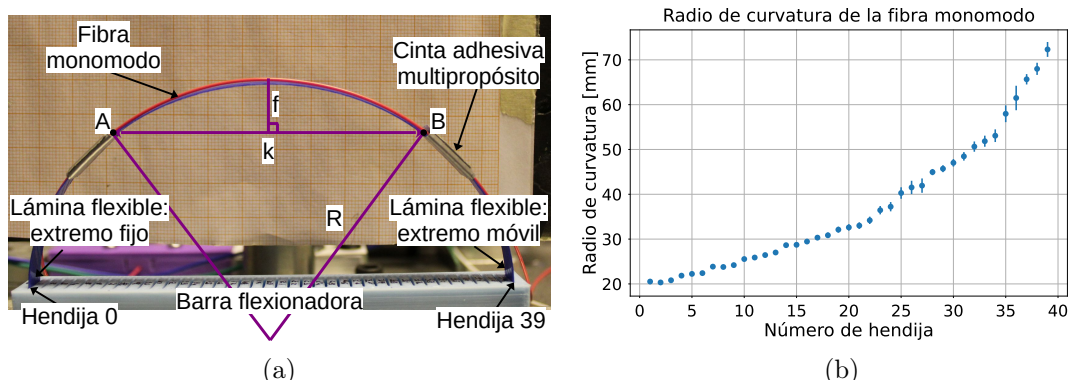 Fibra
monomodo
Cinta adhesiva
multipropósito
A
B
f
k
R
Lámina flexible:
extremo fijo
Lámina flexible:
extremo móvil
Barra flexionadora
Hendija 0
Hendija 39
(a)
Radio de curvatura de la fibra monomodo
Radio de curvatura [mm]
70
60
50
40
30
20
0 5 10 15 20 25 30 35 40
Número de hendija
(b)